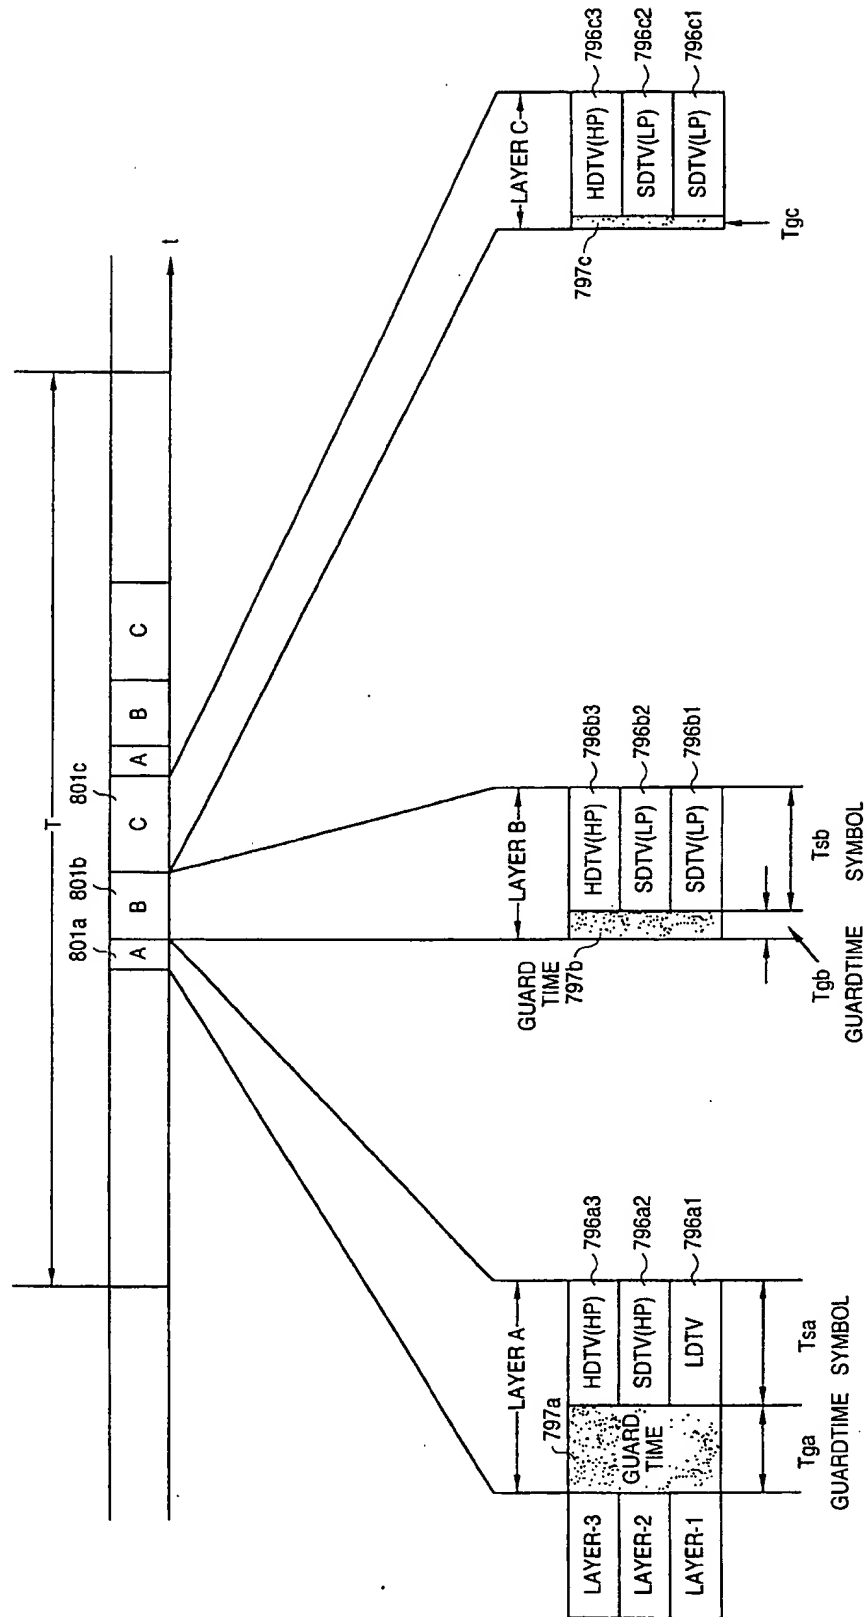 T
801a
801b
801c
A
B
C
A
B
C
t
LAYER A
797a
LAYER-3
LAYER-2
LAYER-1
GUARD
TIME
HDTV(HP)
SDTV(HP)
LDTV
796a3
796a2
796a1
Tga
Tsa
GUARDTIME
SYMBOL
LAYER B
GUARD
TIME
797b
HDTV(HP)
SDTV(LP)
SDTV(LP)
796b3
796b2
796b1
Tgb
Tsb
GUARDTIME
SYMBOL
LAYER C
797c
HDTV(HP)
SDTV(LP)
SDTV(LP)
796c3
796c2
796c1
Tgc